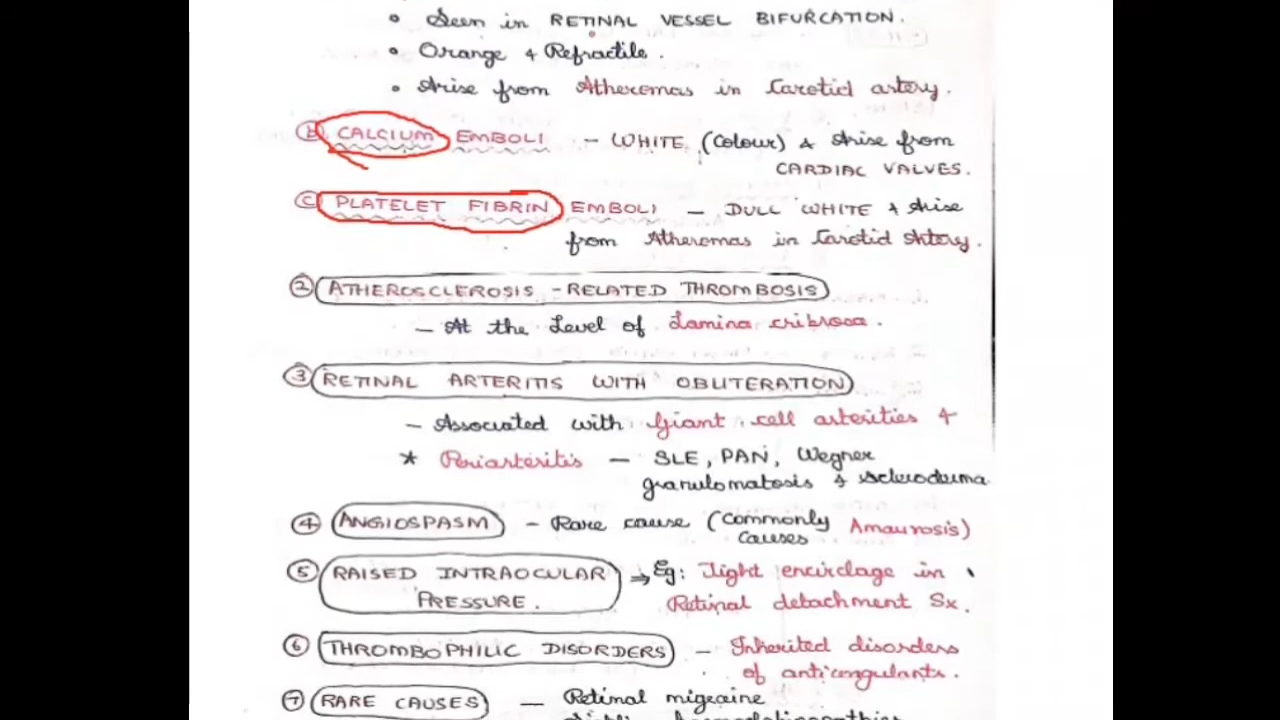 • Seen in RETINAL VESSEL BIFURCATION.
• Orange & Refractile.
• Arise from Atheromas in Carotid artery.
(b) CALCIUM EMBOLI - WHITE (Colour) & Arise from
CARDIAC VALVES.
(c) PLATELET FIBRIN EMBOLI - DULL WHITE & Arise
from Atheromas in Carotid Artery.
② ATHEROSCLEROSIS - RELATED THROMBOSIS
- At the Level of Lamina cribrosa.
③ RETINAL ARTERITIS WITH OBLITERATION
- Associated with Giant cell arterities &
* Periarteritis - SLE, PAN, Wegner
granulomatosis & scleroderma
④ ANGIOSPASM - Rare cause (Commonly Amaurosis)
causes
⑤ RAISED INTRAOCULAR ⇒ Eg: Tight encirclage in
PRESSURE. Retinal detachment Sx.
⑥ THROMBOPHILIC DISORDERS - Inherited disorders
of anticoagulants.
⑦ RARE CAUSES - Retinal migraine